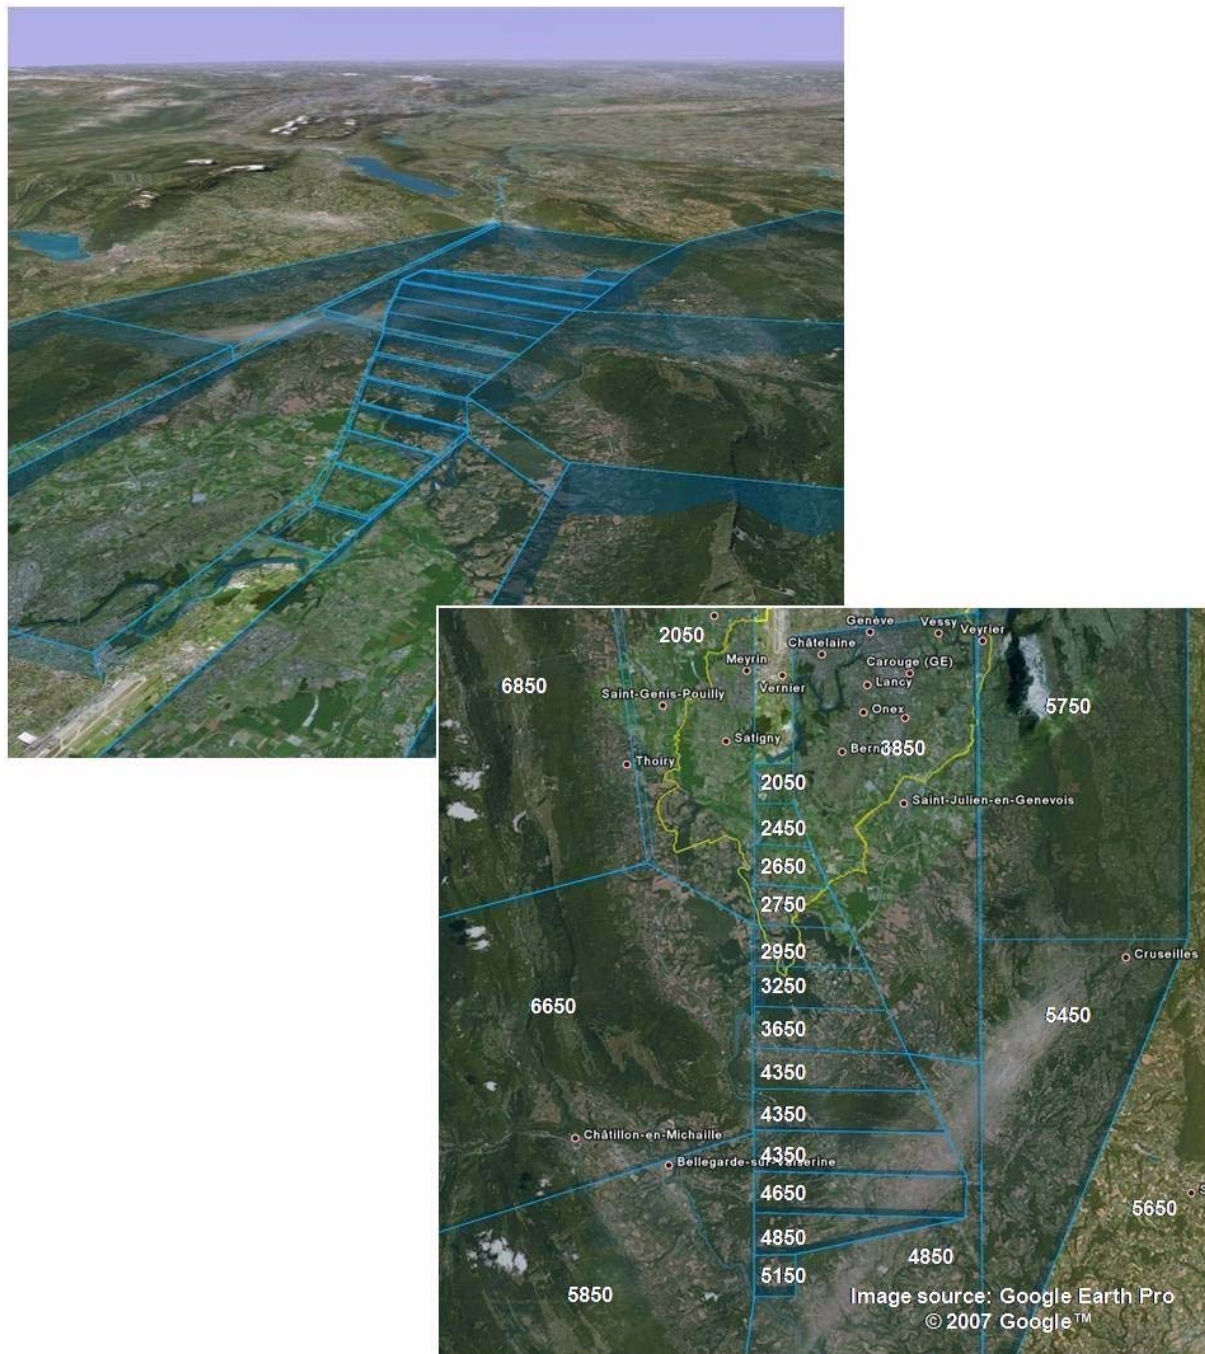 Genève
Vessy
2050
Veyrier
Châtelaine
Meyrin
Carouge (GE)
6850
Vernier
Lancy
Saint-Genis-Pouilly
5750
Onex
Satigny
3850
Thoiry
2050
Saint-Julien-en-Genevois
2450
2650
2750
2950
Cruseilles
3250
6650
5450
3650
4350
4350
Châtillon-en-Michaille
4350
Bellegarde-sur-Valserine
4650
5650
4850
4850
5150
5850
Image source: Google Earth Pro
© 2007 Google™